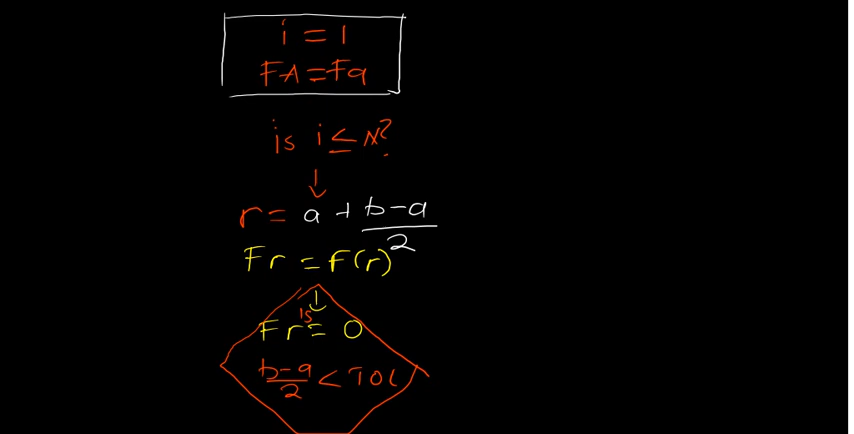 i = 1
FA = Fa
is i ≤ N?
↓
r = a + (b-a)/2
Fr = F(r)
↓
is
Fr = 0
(b-a)/2 < TOL